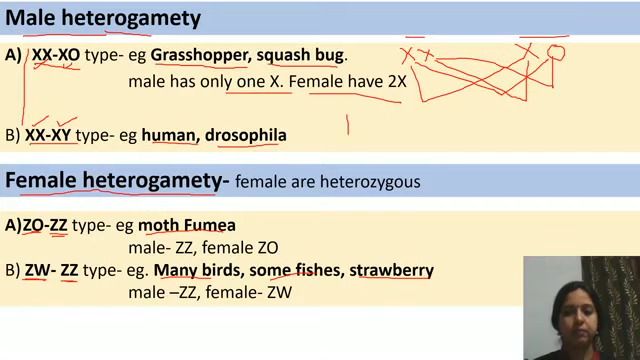 Male heterogamety
A) XX-XO type- eg Grasshopper, squash bug.
male has only one X. Female have 2X
X X X O
B) XX-XY type- eg human, drosophila
Female heterogamety- female are heterozygous
A)ZO-ZZ type- eg moth Fumea
male- ZZ, female ZO
B) ZW- ZZ type- eg. Many birds, some fishes, strawberry
male –ZZ, female- ZW